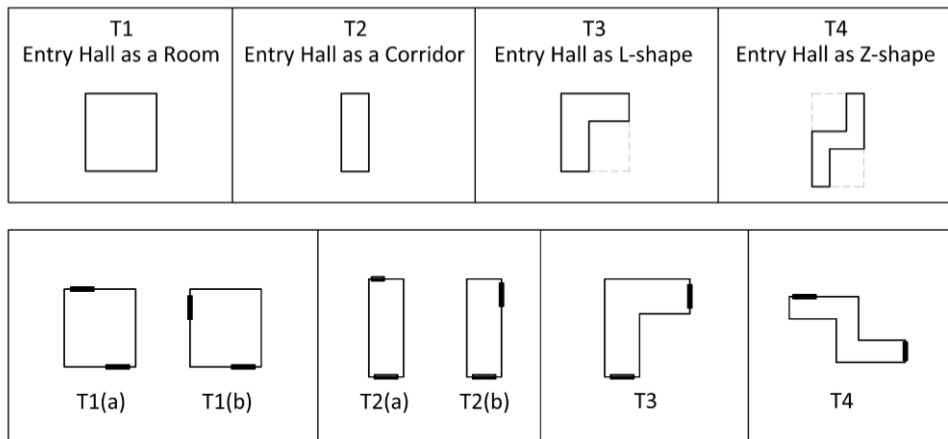 T1
Entry Hall as a Room
T2
Entry Hall as a Corridor
T3
Entry Hall as L-shape
T4
Entry Hall as Z-shape
T1(a)
T1(b)
T2(a)
T2(b)
T3
T4